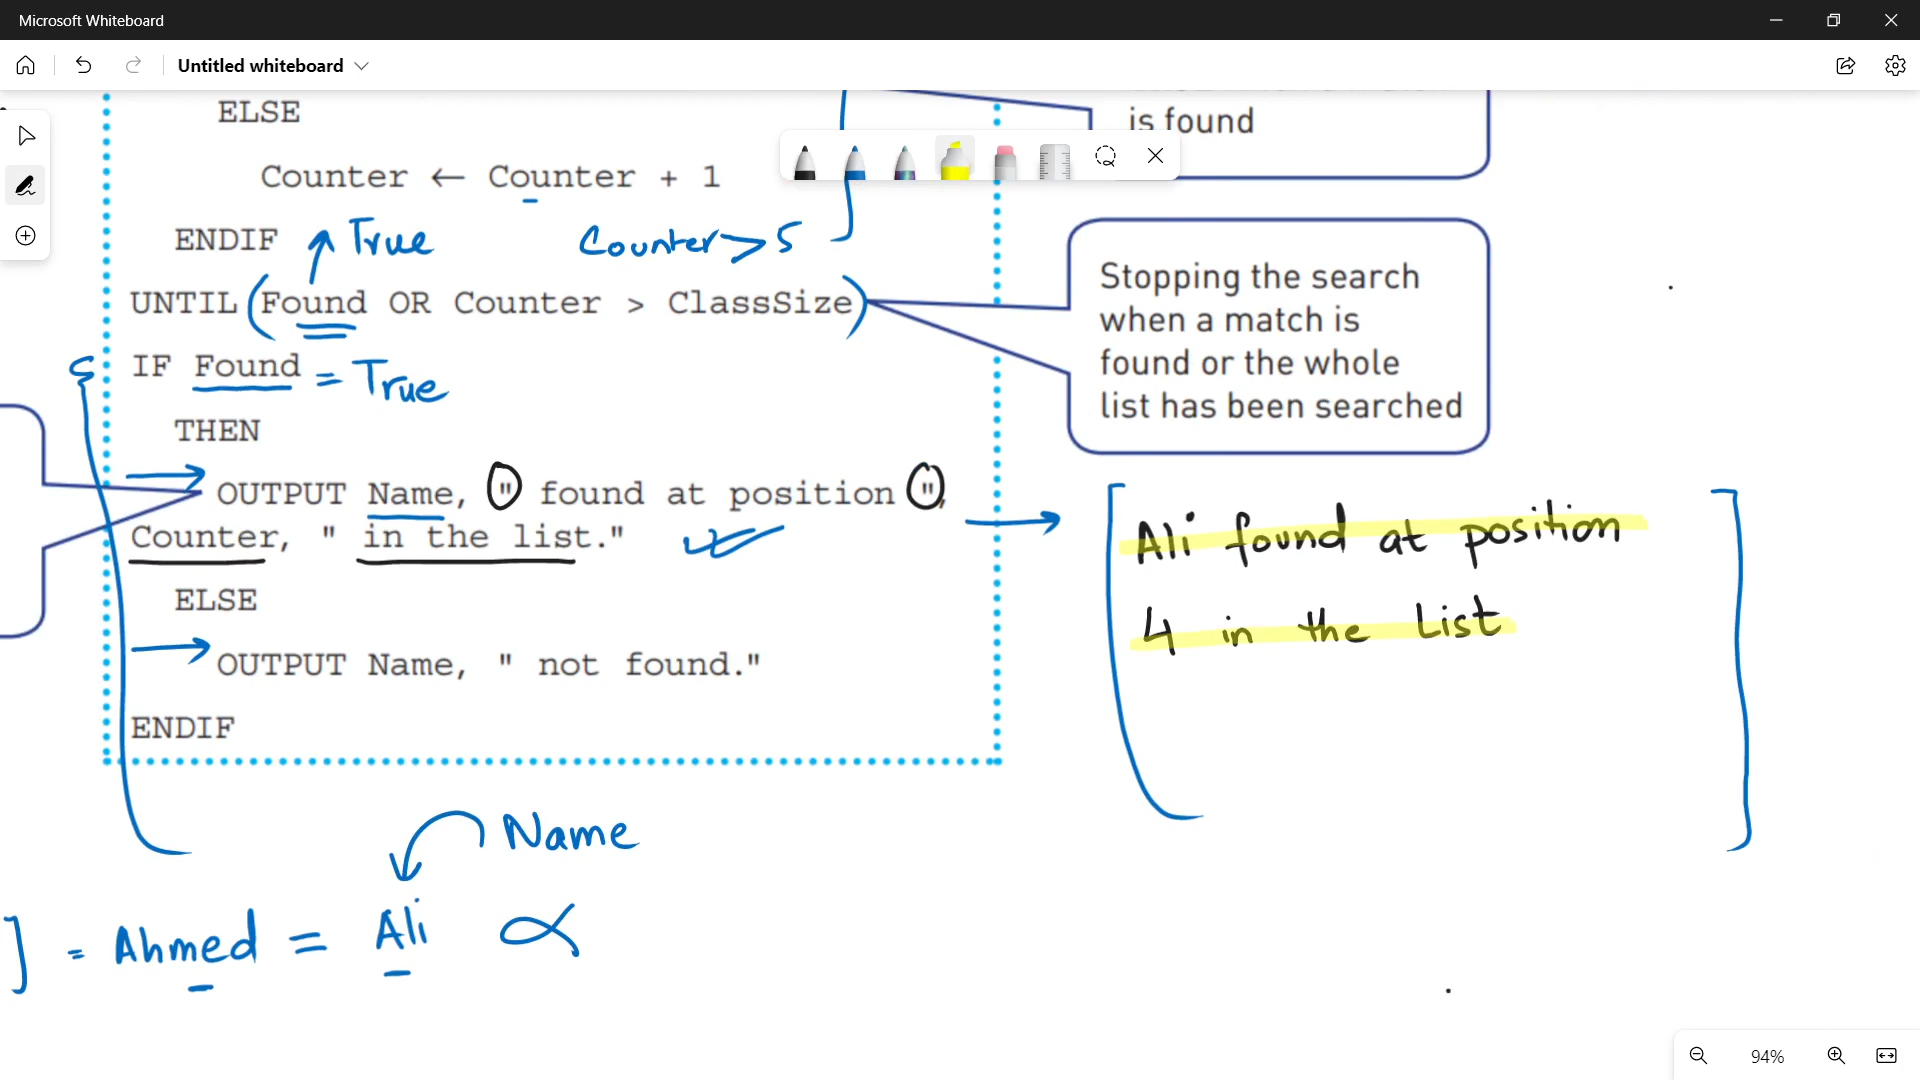 Microsoft Whiteboard
Untitled whiteboard
ELSE
Counter ← Counter + 1
ENDIF
True
Counter > 5
UNTIL (Found OR Counter > ClassSize)
IF Found = True
THEN
OUTPUT Name, " found at position ",
Counter, " in the list."
ELSE
OUTPUT Name, " not found."
ENDIF
is found
Stopping the search
when a match is
found or the whole
list has been searched
Ali found at position
4 in the List
Name
] = Ahmed = Ali
94%